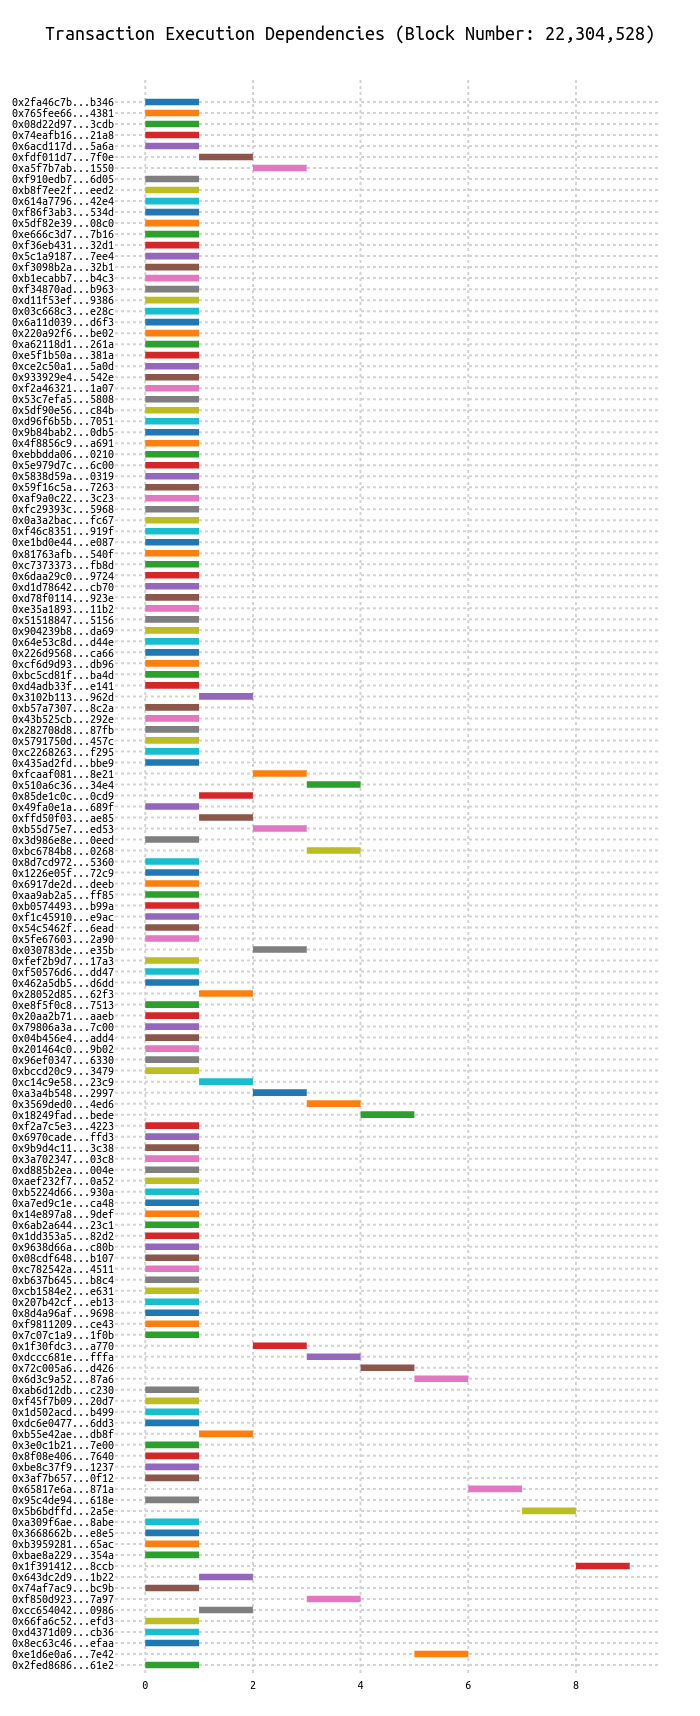 Transaction Execution Dependencies (Block Number: 22,304,528)
0x2fa46c7b...b346
0x765fee66...4381
0x08d22d97...3cdb
0x74eafb16...21a8
0x6acd117d...5a6a
0xfdf011d7...7f0e
0xa5f7b7ab...1550
0xf910edb7...6d05
0xb8f7ee2f...eed2
0x614a7796...42e4
0xf86f3ab3...534d
0x5df82e39...08c0
0xe666c3d7...7b16
0xf36eb431...32d1
0x5c1a9187...7ee4
0xf3098b2a...32b1
0xb1ecabb7...b4c3
0xf34870ad...b963
0xd11f53ef...9386
0x03c668c3...e28c
0x6a11d039...d6f3
0x220a92f6...be02
0xa62118d1...261a
0xe5f1b50a...381a
0xce2c50a1...5a0d
0x933929e4...542e
0xf2a46321...1a07
0x53c7efa5...5808
0x5df90e56...c84b
0xd96f6b5b...7051
0x9b84bab2...0db5
0x4f8856c9...a691
0xebbdda06...0210
0x5e979d7c...6c00
0x5838d59a...0319
0x59f16c5a...7263
0xaf9a0c22...3c23
0xfc29393c...5968
0x0a3a2bac...fc67
0xf46c8351...919f
0xe1bd0e44...e087
0x81763afb...540f
0xc7373373...fb8d
0x6daa29c0...9724
0xd1d78642...cb70
0xd78f0114...923e
0xe35a1893...11b2
0x51518847...5156
0x904239b8...da69
0x64e53c8d...d44e
0x226d9568...ca66
0xcf6d9d93...db96
0xbc5cd81f...ba4d
0xd4adb33f...e141
0x3102b113...962d
0xb57a7307...8c2a
0x43b525cb...292e
0x282708d8...87fb
0x5791750d...457c
0xc2268263...f295
0x435ad2fd...bbe9
0xfcaaf081...8e21
0x510a6c36...34e4
0x85de1c0c...0cd9
0x49fa0e1a...689f
0xffd50f03...ae85
0xb55d75e7...ed53
0x3d986e8e...0eed
0xbc6784b8...0268
0x8d7cd972...5360
0x1226e05f...72c9
0x6917de2d...deeb
0xaa9ab2a5...ff85
0xb0574493...b99a
0xf1c45910...e9ac
0x54c5462f...6ead
0x5fe67603...2a90
0x030783de...e35b
0xfef2b9d7...17a3
0xf50576d6...dd47
0x462a5db5...d6dd
0x28052d85...62f3
0xe8f5f0c8...7513
0x20aa2b71...aaeb
0x79806a3a...7c00
0x04b456e4...add4
0x201464c0...9b02
0x96ef0347...6330
0xbccd20c9...3479
0xc14c9e58...23c9
0xa3a4b548...2997
0x3569ded0...4ed6
0x18249fad...bede
0xf2a7c5e3...4223
0x6970cade...ffd3
0x9b9d4c11...3c38
0x3a702347...03c8
0xd885b2ea...004e
0xaef232f7...0a52
0xb5224d66...930a
0xa7ed9c1e...ca48
0x14e897a8...9def
0x6ab2a644...23c1
0x1dd353a5...82d2
0x9638d66a...c80b
0x08cdf648...b107
0xc782542a...4511
0xb637b645...b8c4
0xcb1584e2...e631
0x207b42cf...eb13
0x8d4a96af...9698
0xf9811209...ce43
0x7c07c1a9...1f0b
0x1f30fdc3...a770
0xdccc681e...fffa
0x72c005a6...d426
0x6d3c9a52...87a6
0xab6d12db...c230
0xf45f7b09...20d7
0x1d502acd...b499
0xdc6e0477...6dd3
0xb55e42ae...db8f
0x3e0c1b21...7e00
0x8f08e406...7640
0xbe8c37f9...1237
0x3af7b657...0f12
0x65817e6a...871a
0x95c4de94...618e
0x5b6bdffd...2a5e
0xa309f6ae...8abe
0x3668662b...e8e5
0xb3959281...65ac
0xbae8a229...354a
0x1f391412...8ccb
0x643dc2d9...1b22
0x74af7ac9...bc9b
0xf850d923...7a97
0xcc654042...0986
0x66fa6c52...efd3
0xd4371d09...cb36
0x8ec63c46...efaa
0xe1d6e0a6...7e42
0x2fed8686...61e2
0 2 4 6 8